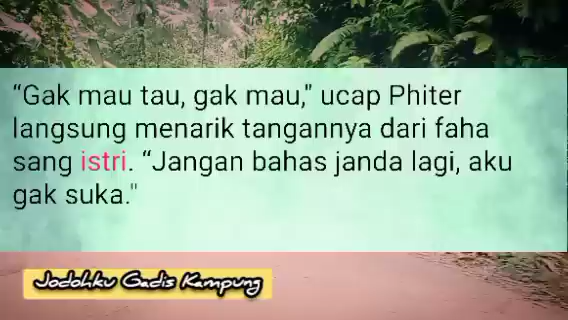 “Gak mau tau, gak mau," ucap Phiter
langsung menarik tangannya dari faha
sang istri. “Jangan bahas janda lagi, aku
gak suka."
Jodohku Gadis Kampung